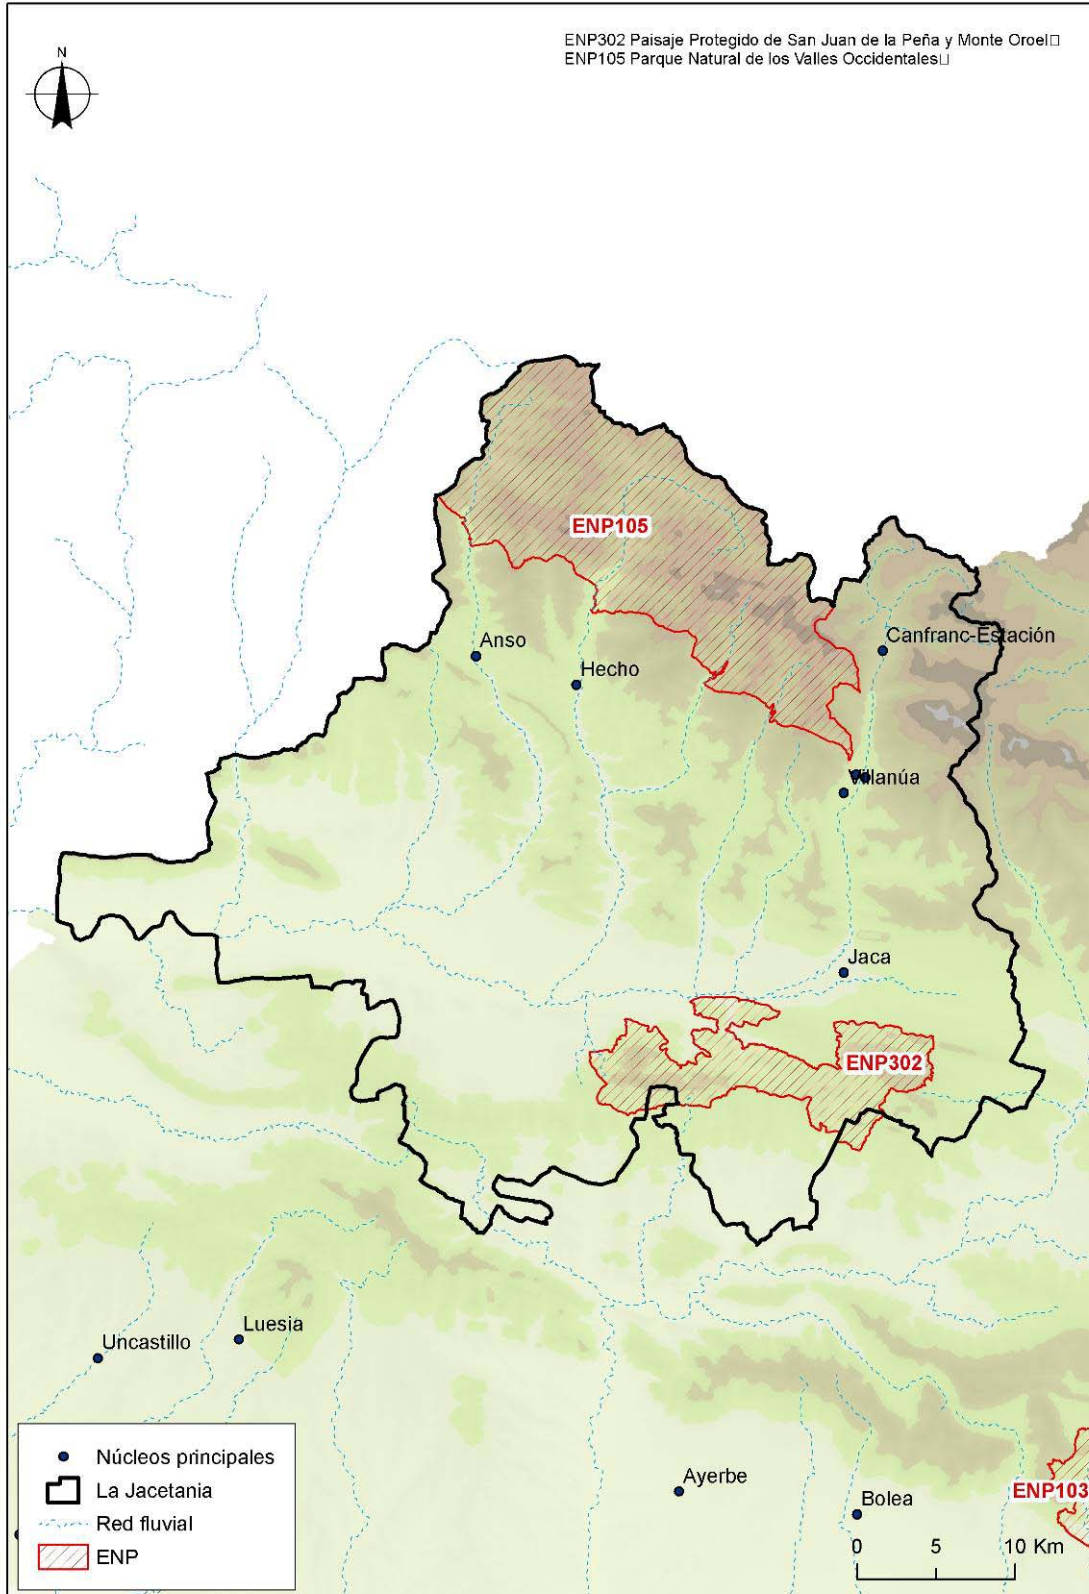 ENP302 Paisaje Protegido de San Juan de la Peña y Monte Oroel□
ENP105 Parque Natural de los Valles Occidentales□
N
ENP105
Canfranc-Estación
Anso
Hecho
Villanúa
Jaca
ENP302
Luesia
Uncastillo
Ayerbe
ENP103
Bolea
0 5 10 Km
Núcleos principales
La Jacetania
Red fluvial
ENP